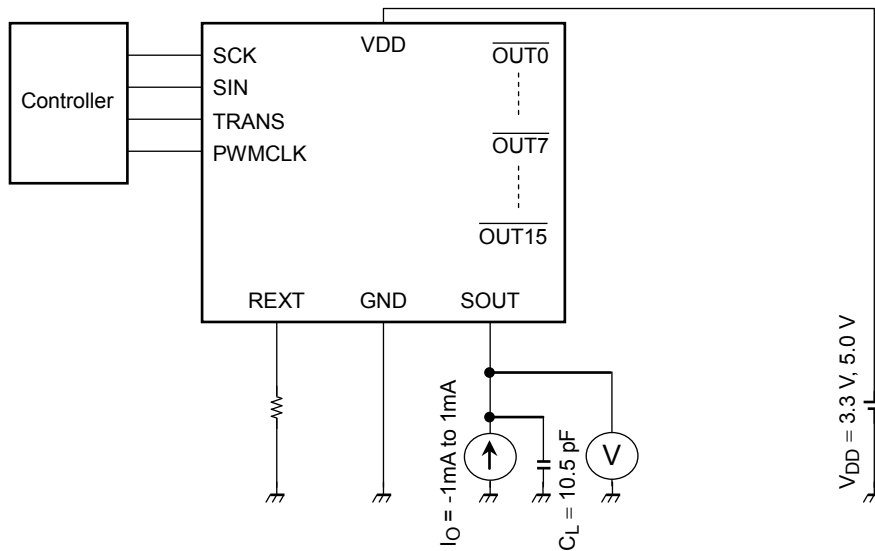 Controller
SCK
SIN
TRANS
PWMCLK
VDD
OUT0
OUT7
OUT15
REXT
GND
SOUT
IO = -1mA to 1mA
CL = 10.5 pF
V
VDD = 3.3 V, 5.0 V